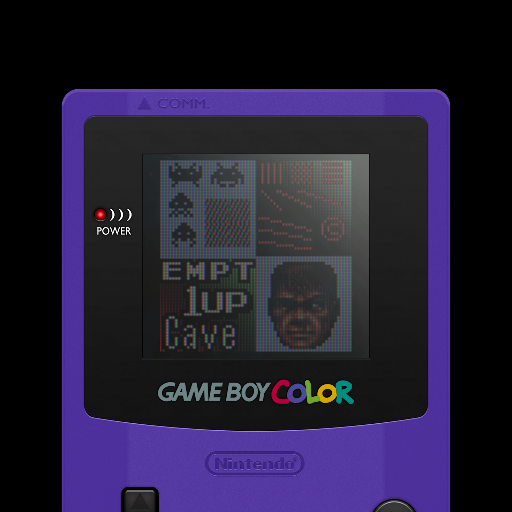 COMM.
POWER
EMPT
1UP
Cave
GAME BOY COLOR
Nintendo
©